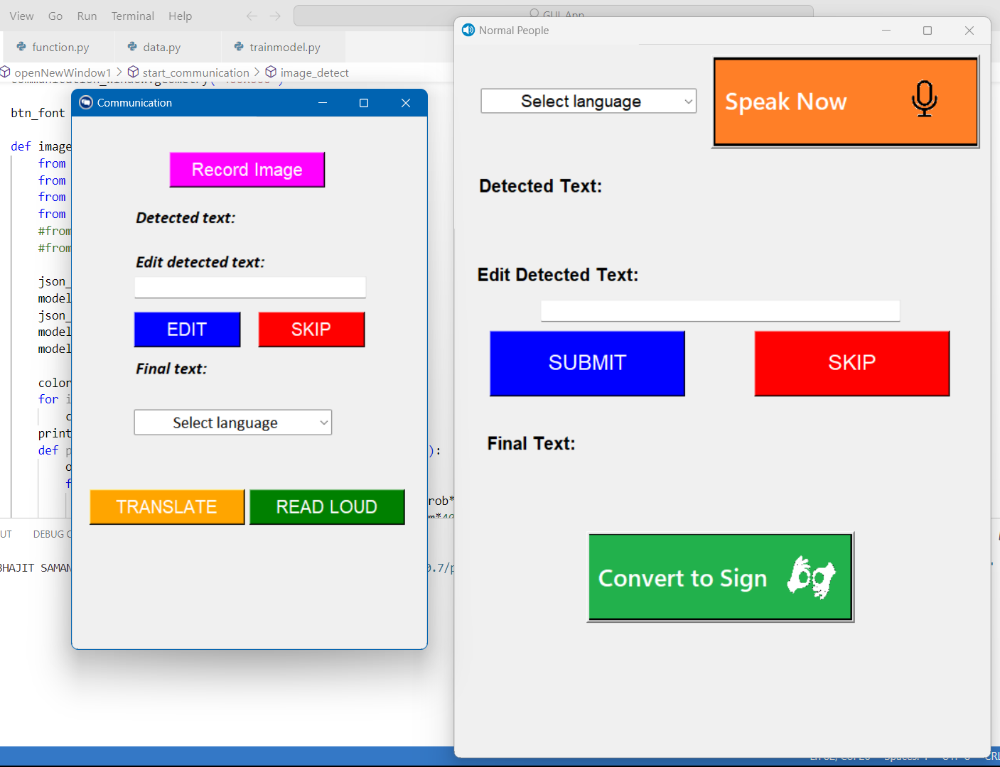 View Go Run Terminal Help
GUI App
function.py data.py trainmodel.py
openNewWindow1 > start_communication > image_detect
btn_font
def image
from
from
from
from
#from
#from
json_
model
json_
model
model
color
for i
c
print
def p ):
rob*
UT DEBUG C
BHAJIT SAMAN 0.7/p
Communication
Record Image
Detected text:
Edit detected text:
EDIT SKIP
Final text:
Select language
TRANSLATE READ LOUD
Normal People
Select language
Speak Now
Detected Text:
Edit Detected Text:
SUBMIT SKIP
Final Text:
Convert to Sign